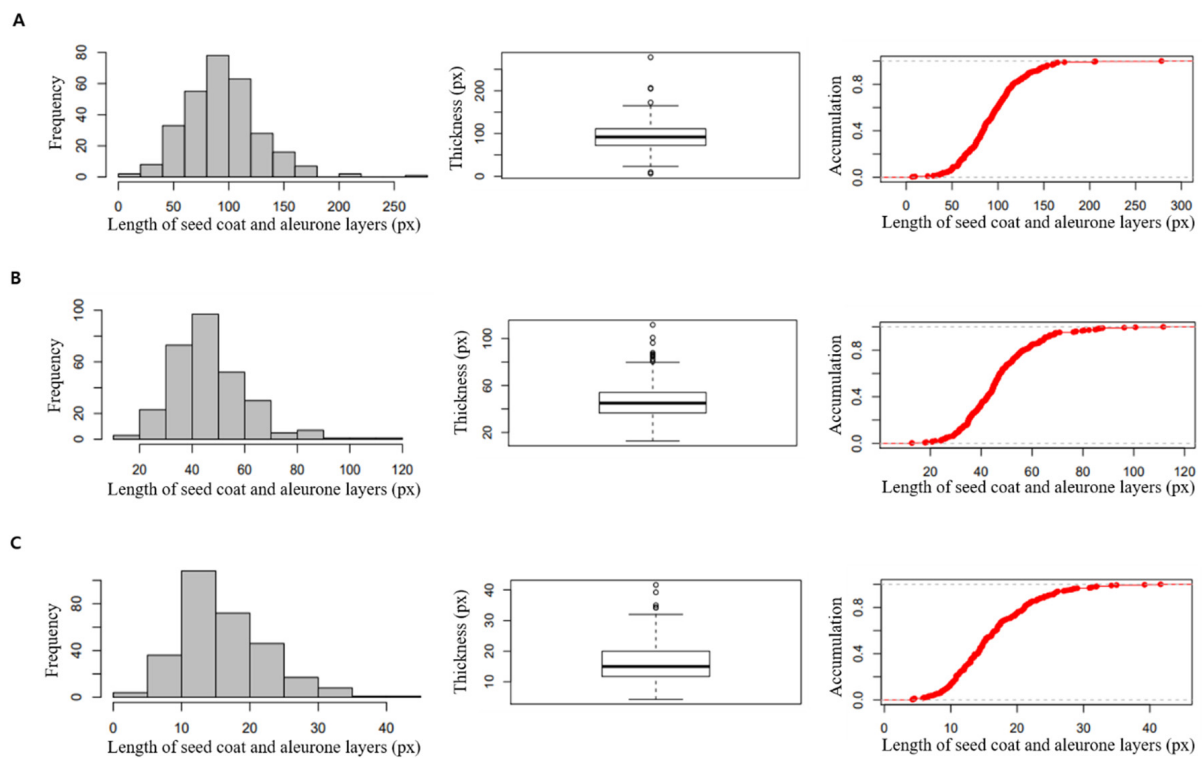 A
Frequency
0 20 40 60 80
0 50 100 150 200 250
Length of seed coat and aleurone layers (px)
Thickness (px)
0 100 200
Accumulation
0.0 0.4 0.8
0 50 100 150 200 250 300
Length of seed coat and aleurone layers (px)
B
Frequency
0 20 60 100
20 40 60 80 100 120
Length of seed coat and aleurone layers (px)
Thickness (px)
20 60 100
Accumulation
0.0 0.4 0.8
20 40 60 80 100 120
Length of seed coat and aleurone layers (px)
C
Frequency
0 40 80
0 10 20 30 40
Length of seed coat and aleurone layers (px)
Thickness (px)
10 20 30 40
Accumulation
0.0 0.4 0.8
0 10 20 30 40
Length of seed coat and aleurone layers (px)